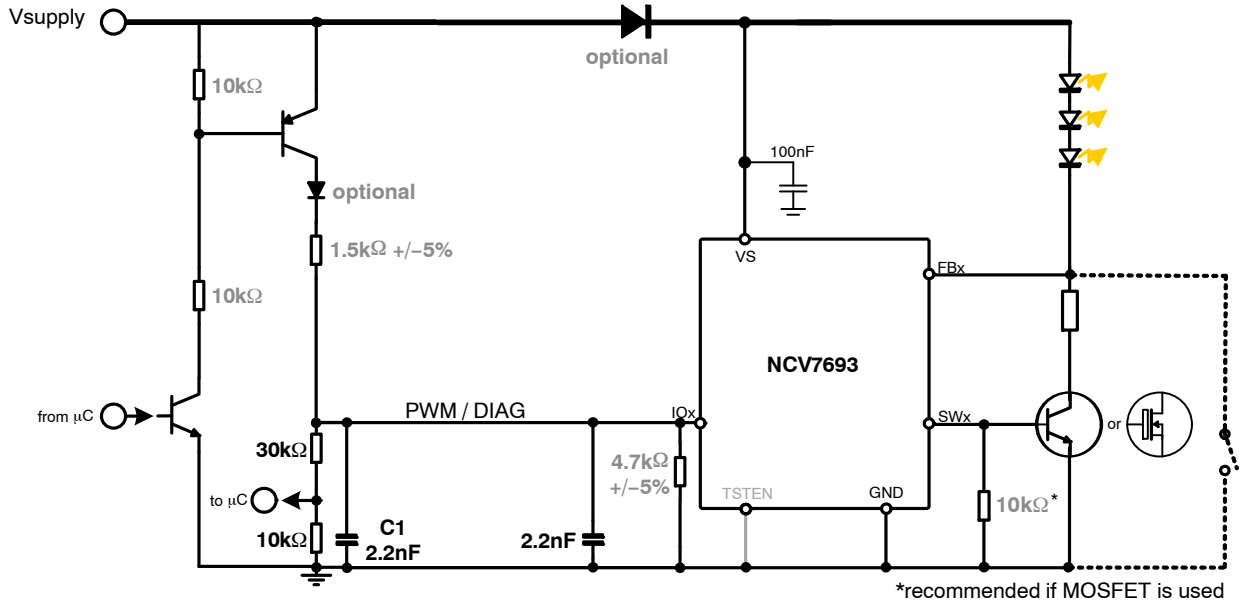 Vsupply
optional
10kΩ
100nF
optional
1.5kΩ +/−5%
VS
FBx
10kΩ
NCV7693
from µC
PWM / DIAG
IOx
SWx
or
30kΩ
4.7kΩ
+/−5%
to µC
TSTEN
GND
10kΩ*
10kΩ
C1
2.2nF
2.2nF
*recommended if MOSFET is used